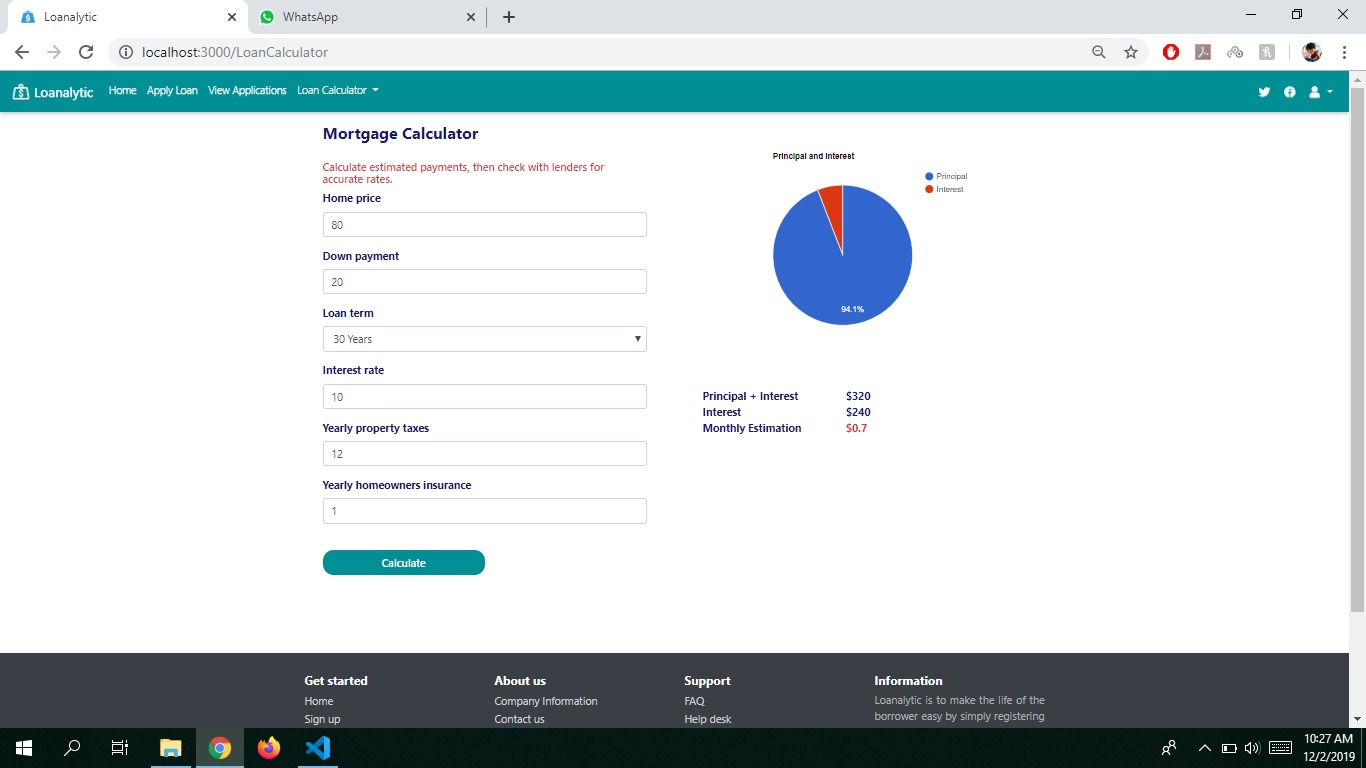 Loanalytic
WhatsApp
localhost:3000/LoanCalculator
Loanalytic Home Apply Loan View Applications Loan Calculator
Mortgage Calculator
Calculate estimated payments, then check with lenders for
accurate rates.
Home price
80
Down payment
20
Loan term
30 Years
Interest rate
10
Yearly property taxes
12
Yearly homeowners insurance
1
Calculate
Principal and Interest
Principal
Interest
94.1%
Principal + Interest $320
Interest $240
Monthly Estimation $0.7
Get started
Home
Sign up
About us
Company Information
Contact us
Support
FAQ
Help desk
Information
Loanalytic is to make the life of the
borrower easy by simply registering
10:27 AM
12/2/2019